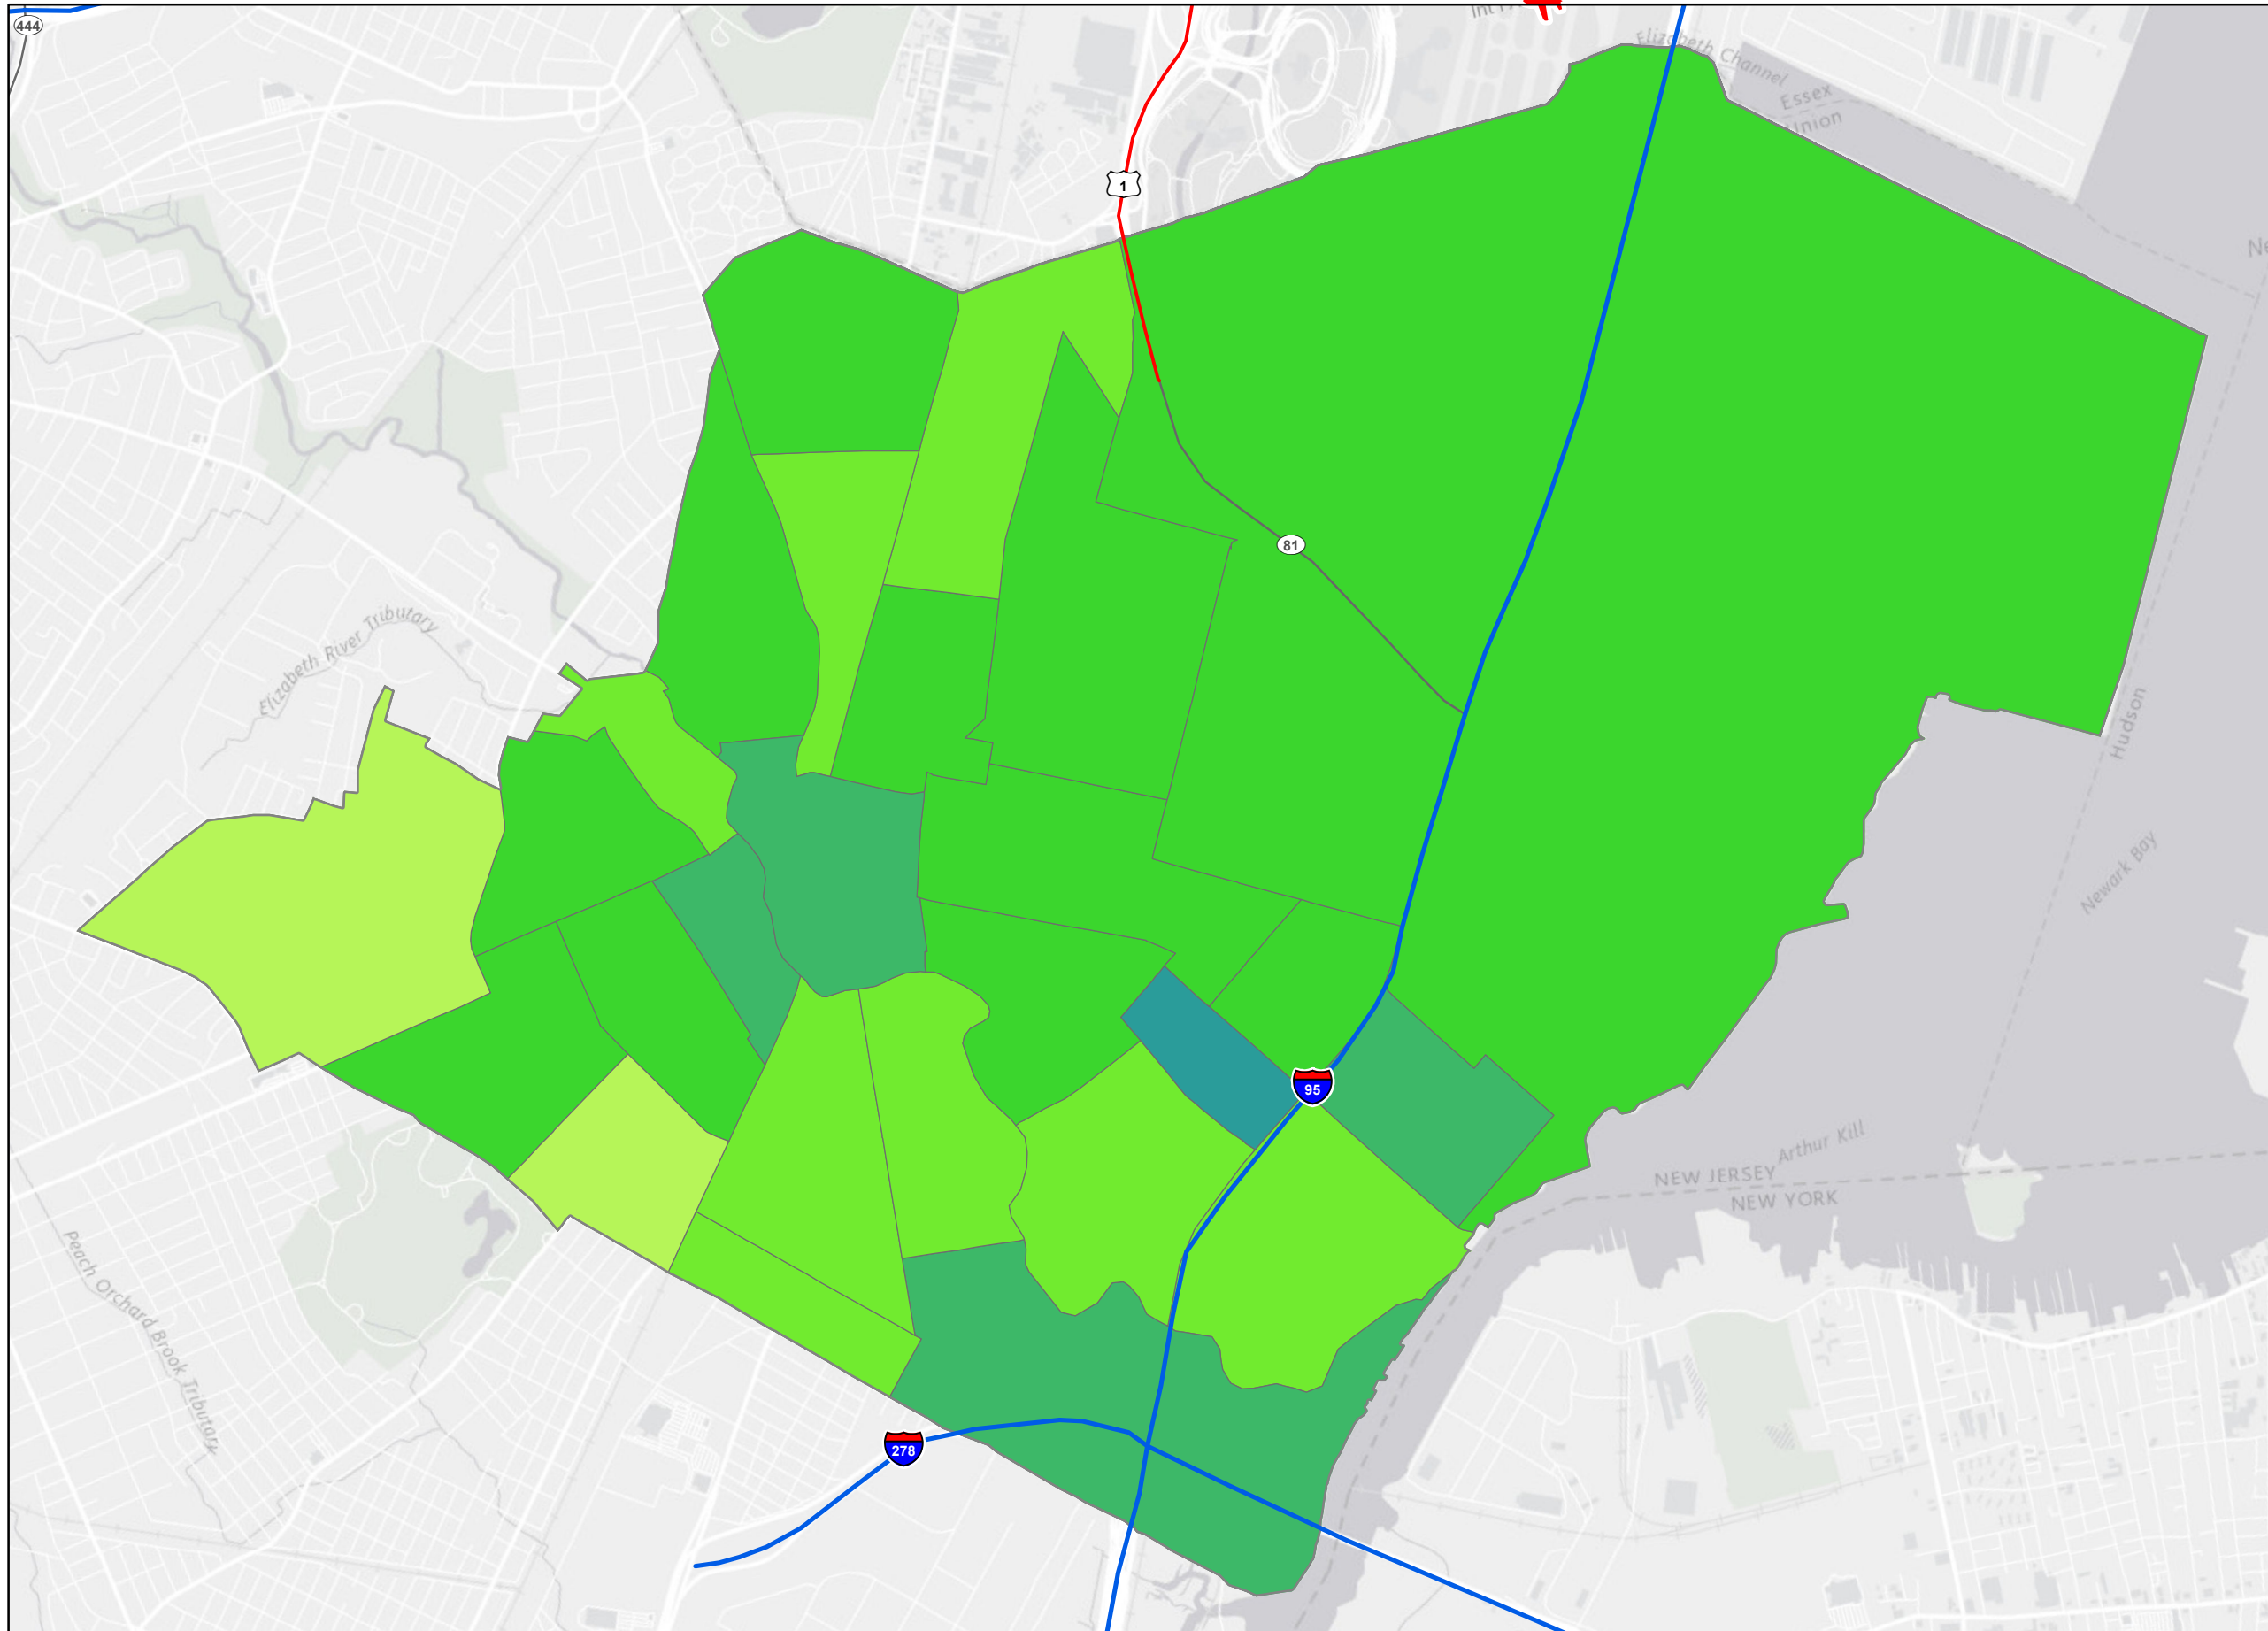 444
Elizabeth Channel
Essex
Union
1
81
Elizabeth River Tributary
Hudson
Newark Bay
95
Arthur Kill
NEW JERSEY
NEW YORK
Peach Orchard Brook Tributary
278